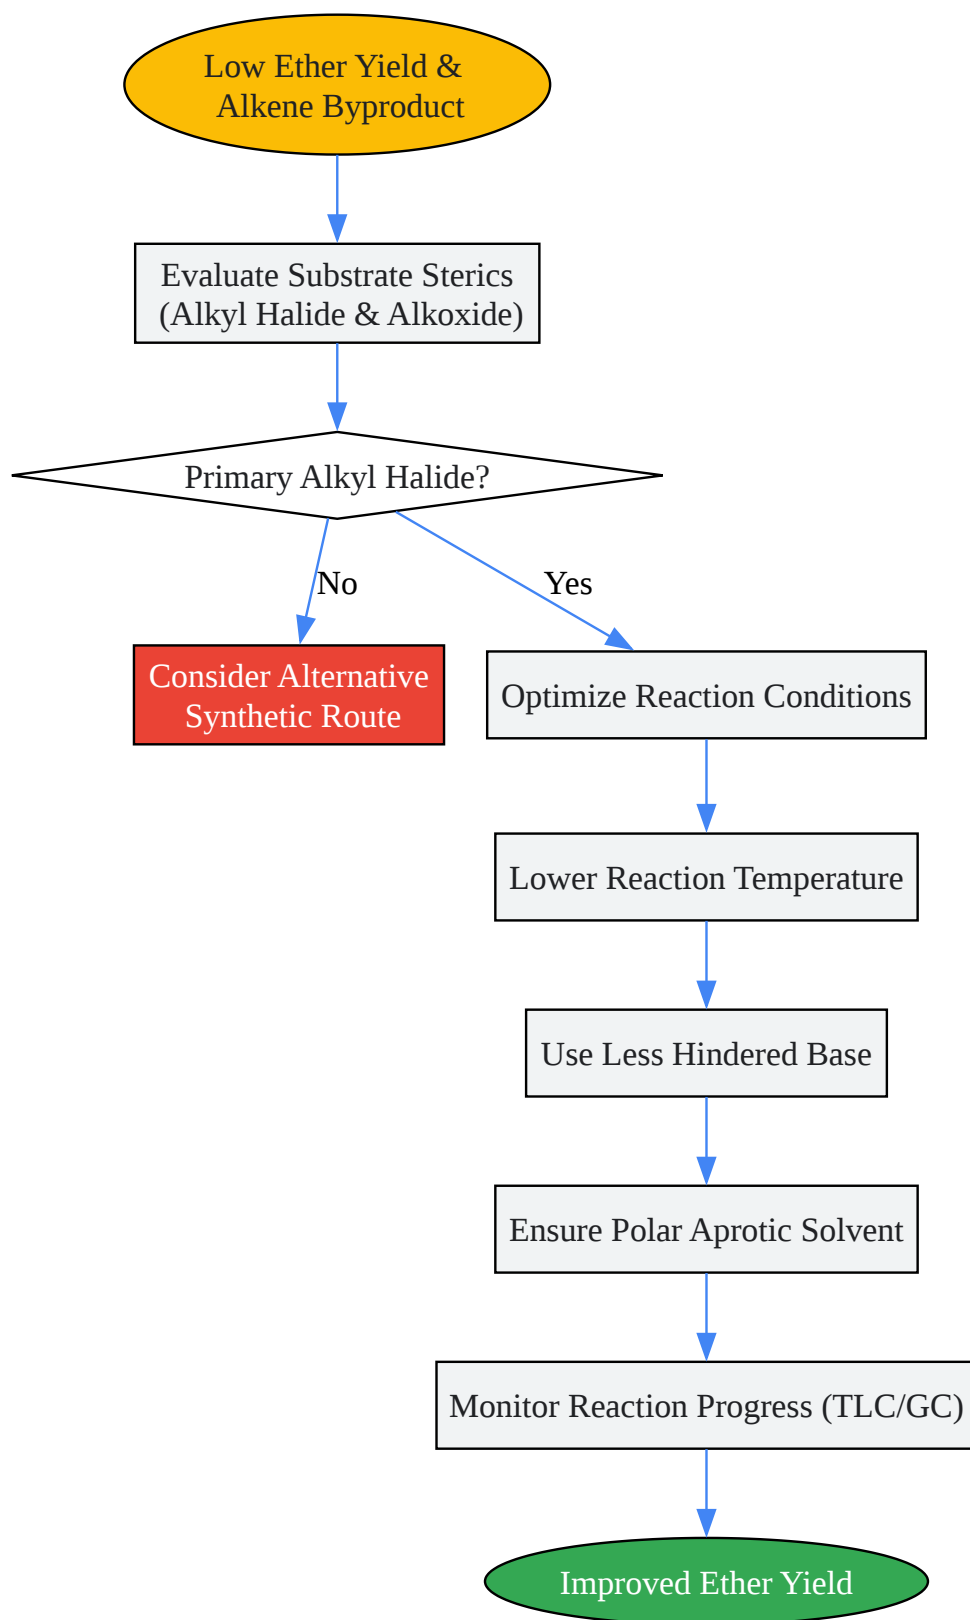 Low Ether Yield &
Alkene Byproduct
Evaluate Substrate Sterics
(Alkyl Halide & Alkoxide)
Primary Alkyl Halide?
No
Yes
Consider Alternative
Synthetic Route
Optimize Reaction Conditions
Lower Reaction Temperature
Use Less Hindered Base
Ensure Polar Aprotic Solvent
Monitor Reaction Progress (TLC/GC)
Improved Ether Yield